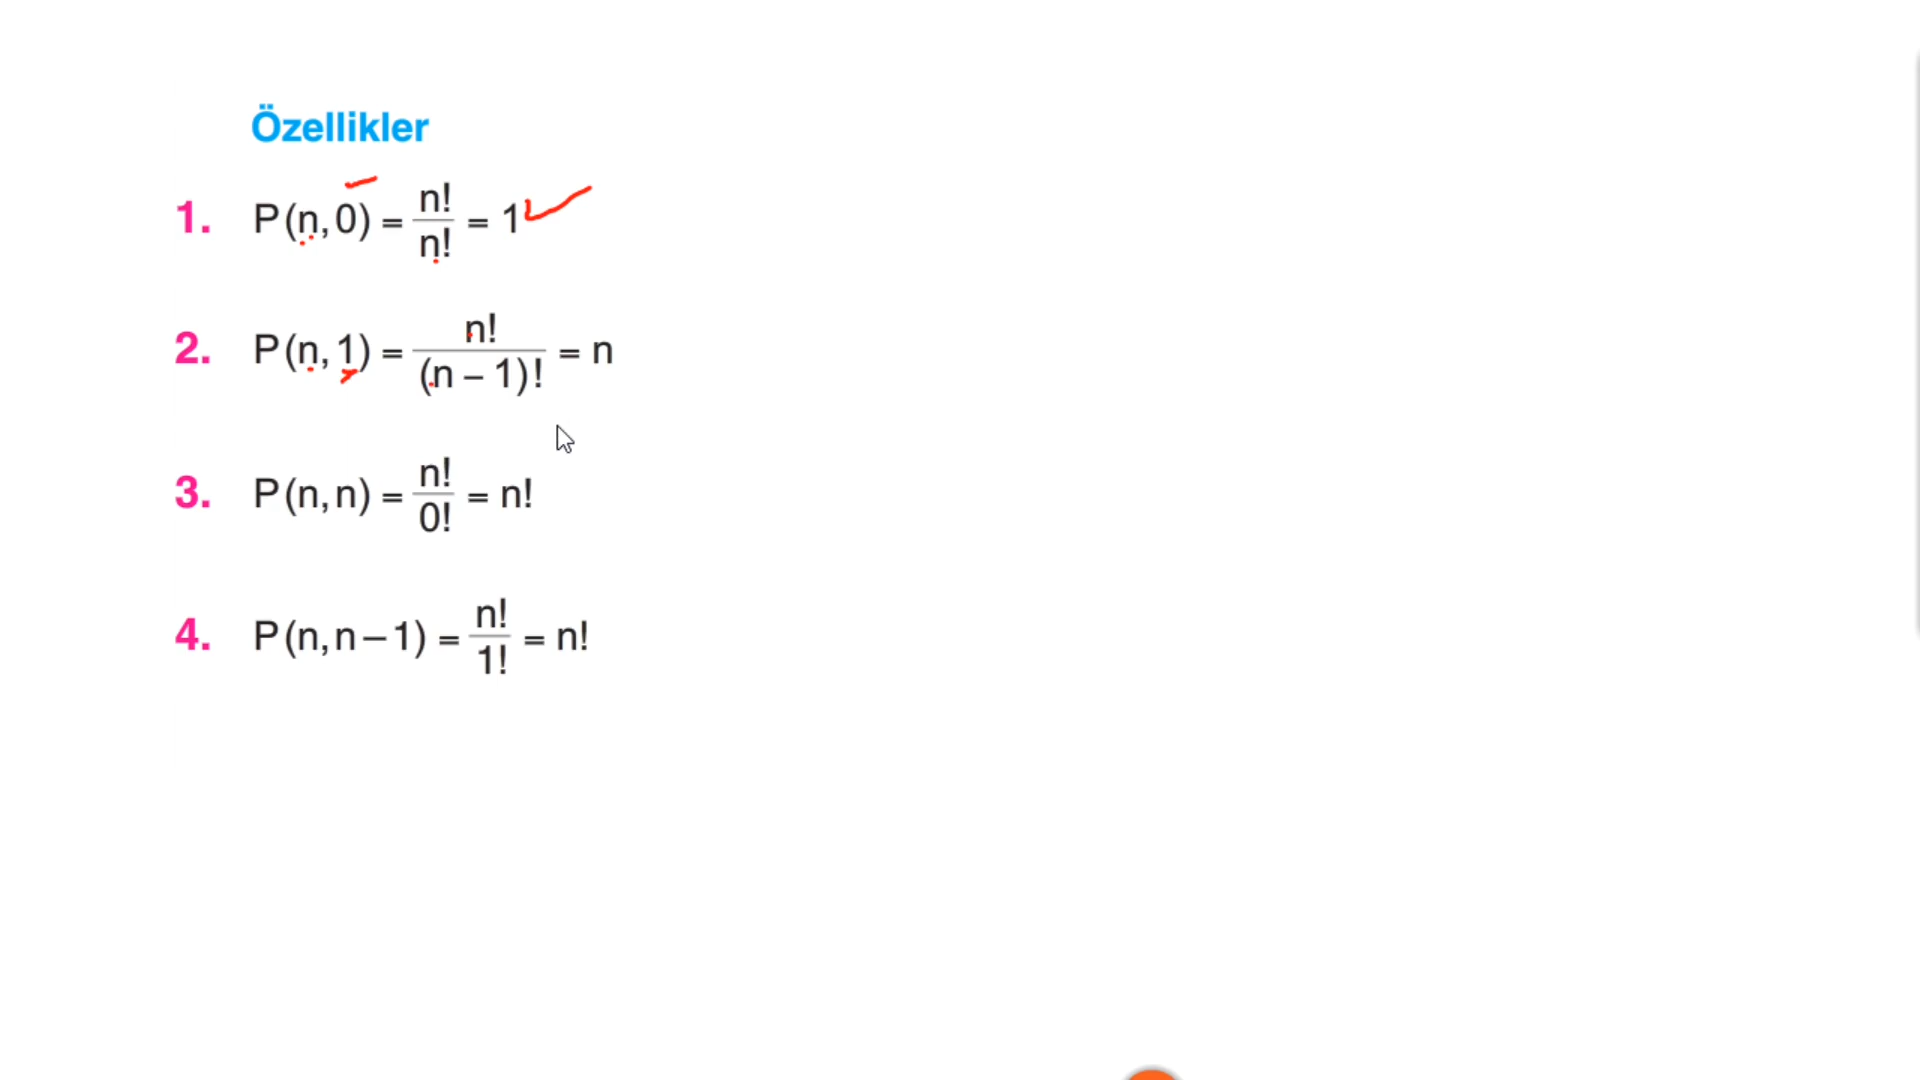 Özellikler
1. P(n,0) = n!/n! = 1
2. P(n,1) = n!/(n – 1)! = n
3. P(n,n) = n!/0! = n!
4. P(n,n–1) = n!/1! = n!